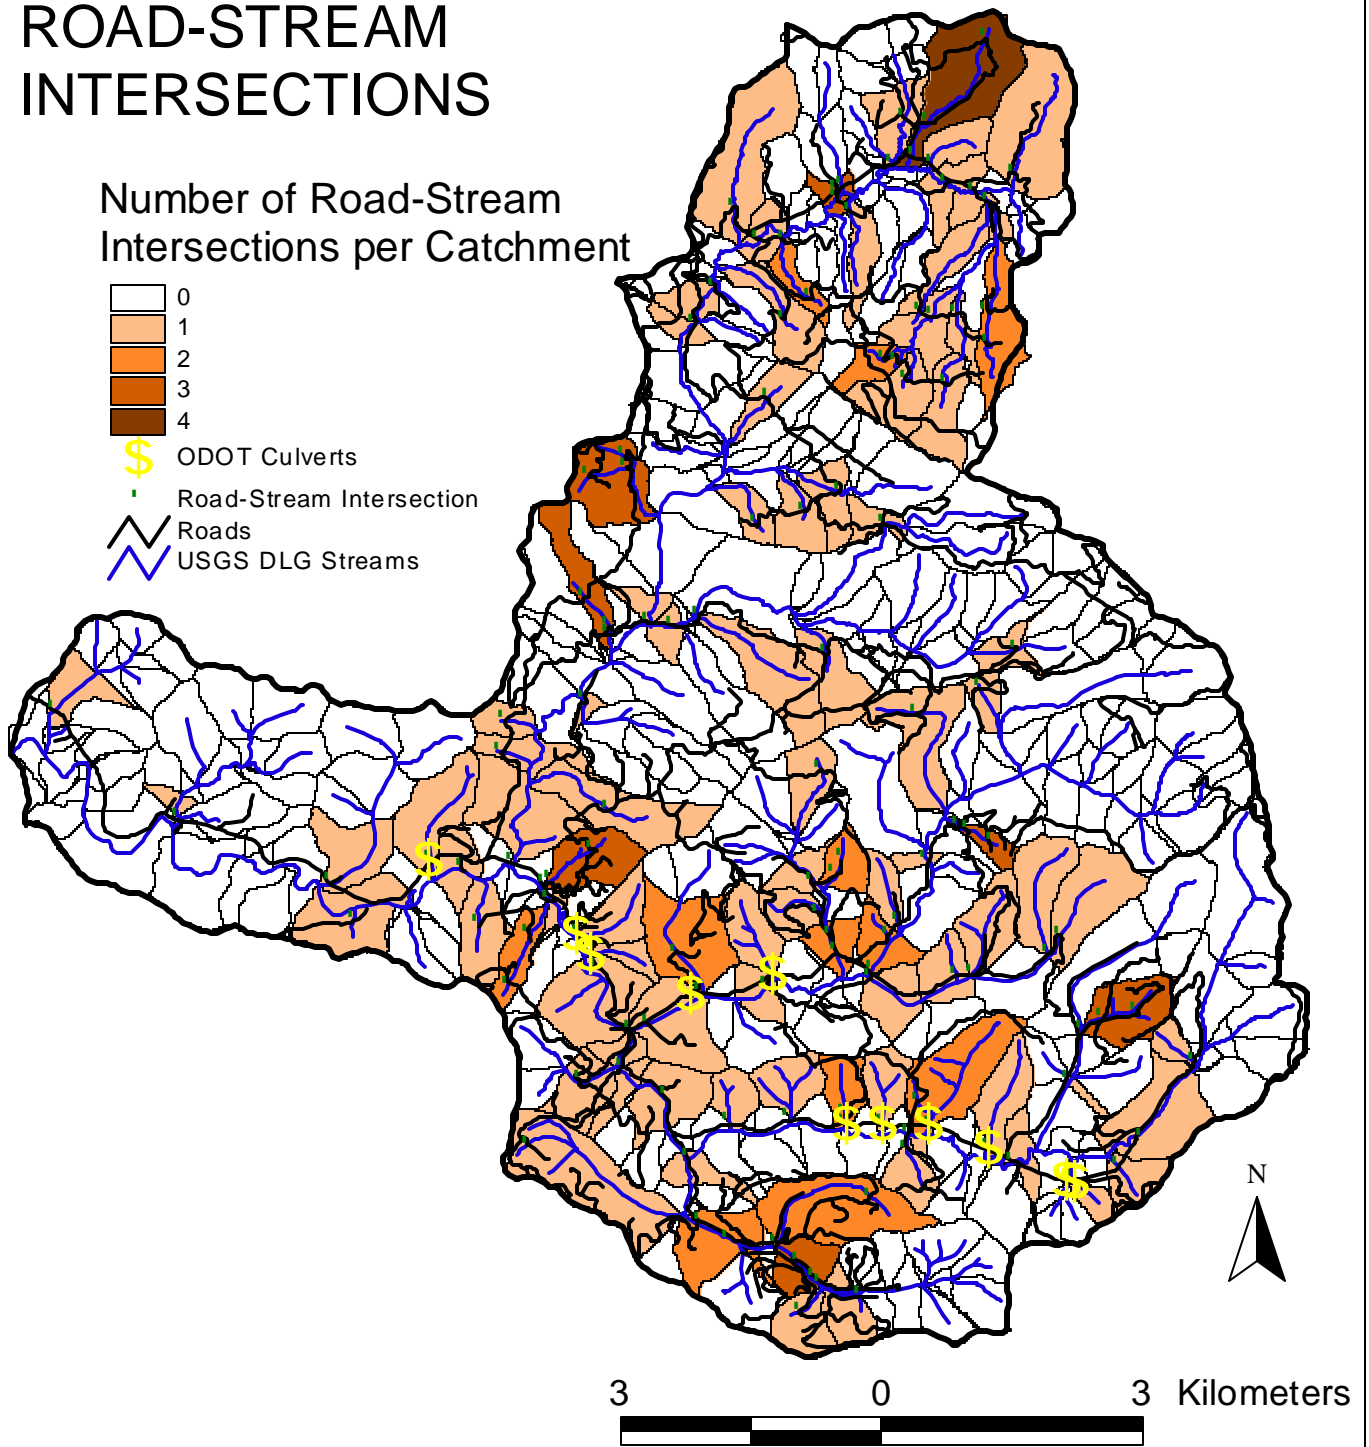 ROAD-STREAM
INTERSECTIONS
Number of Road-Stream
Intersections per Catchment
0
1
2
3
4
$ ODOT Culverts
Road-Stream Intersection
Roads
USGS DLG Streams
$
$
$
$
$
$ $ $
$
$
N
3 0 3 Kilometers